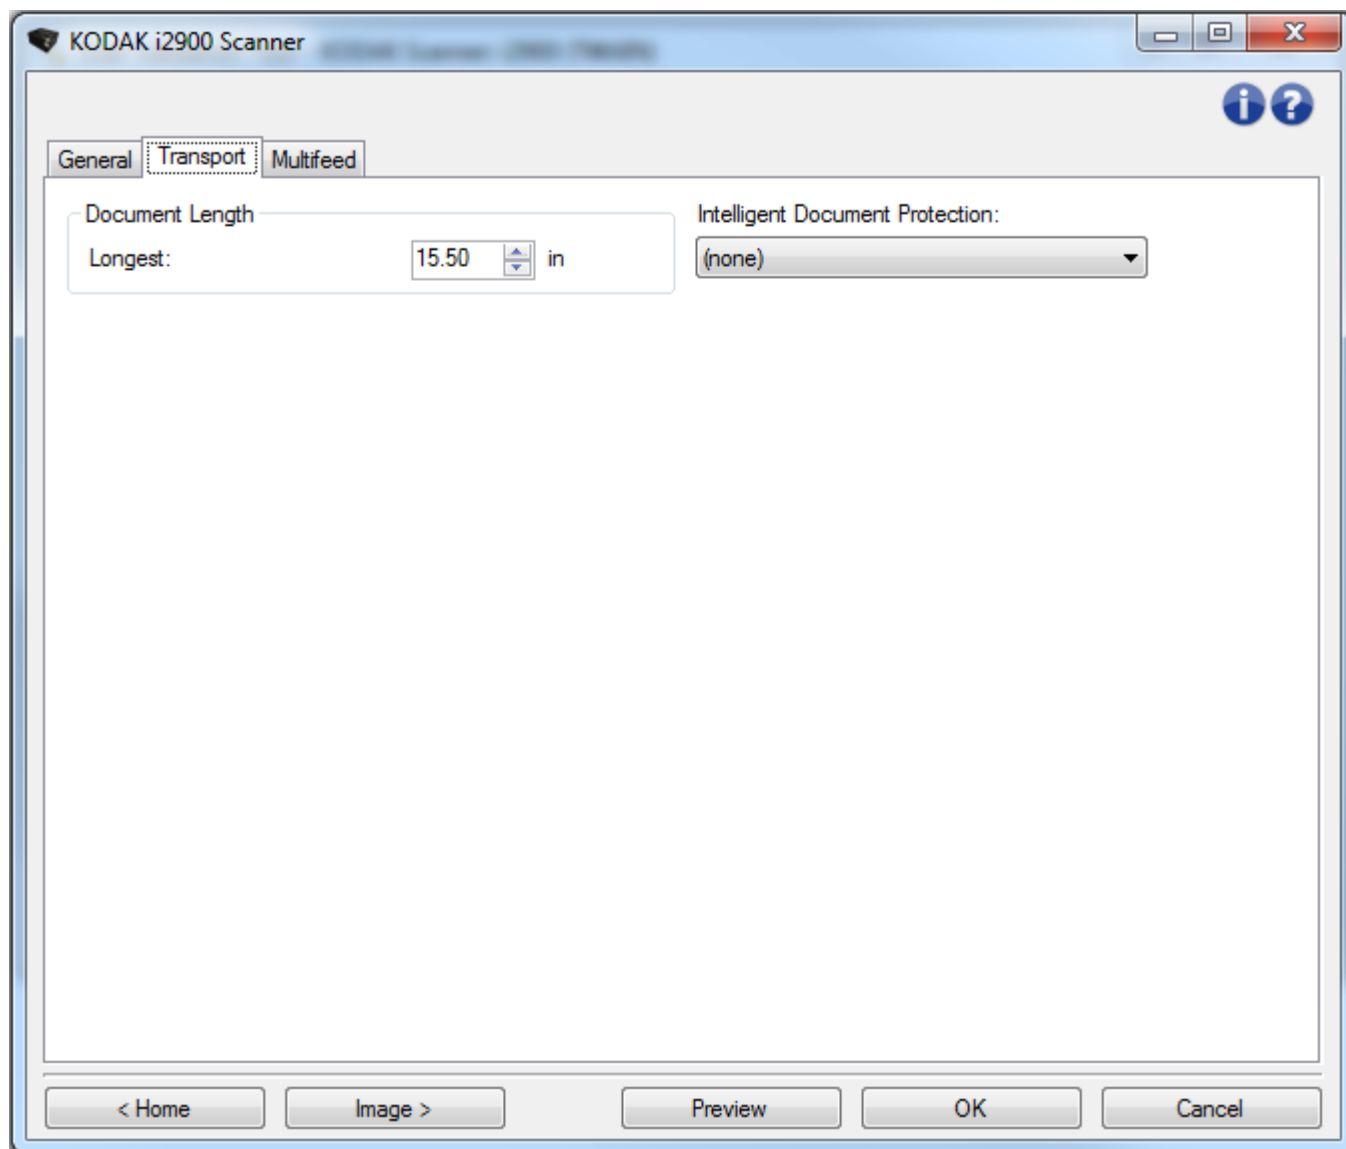 KODAK i2900 Scanner
General Transport Multifeed
Document Length Intelligent Document Protection:
Longest: 15.50 in (none)
< Home Image > Preview OK Cancel